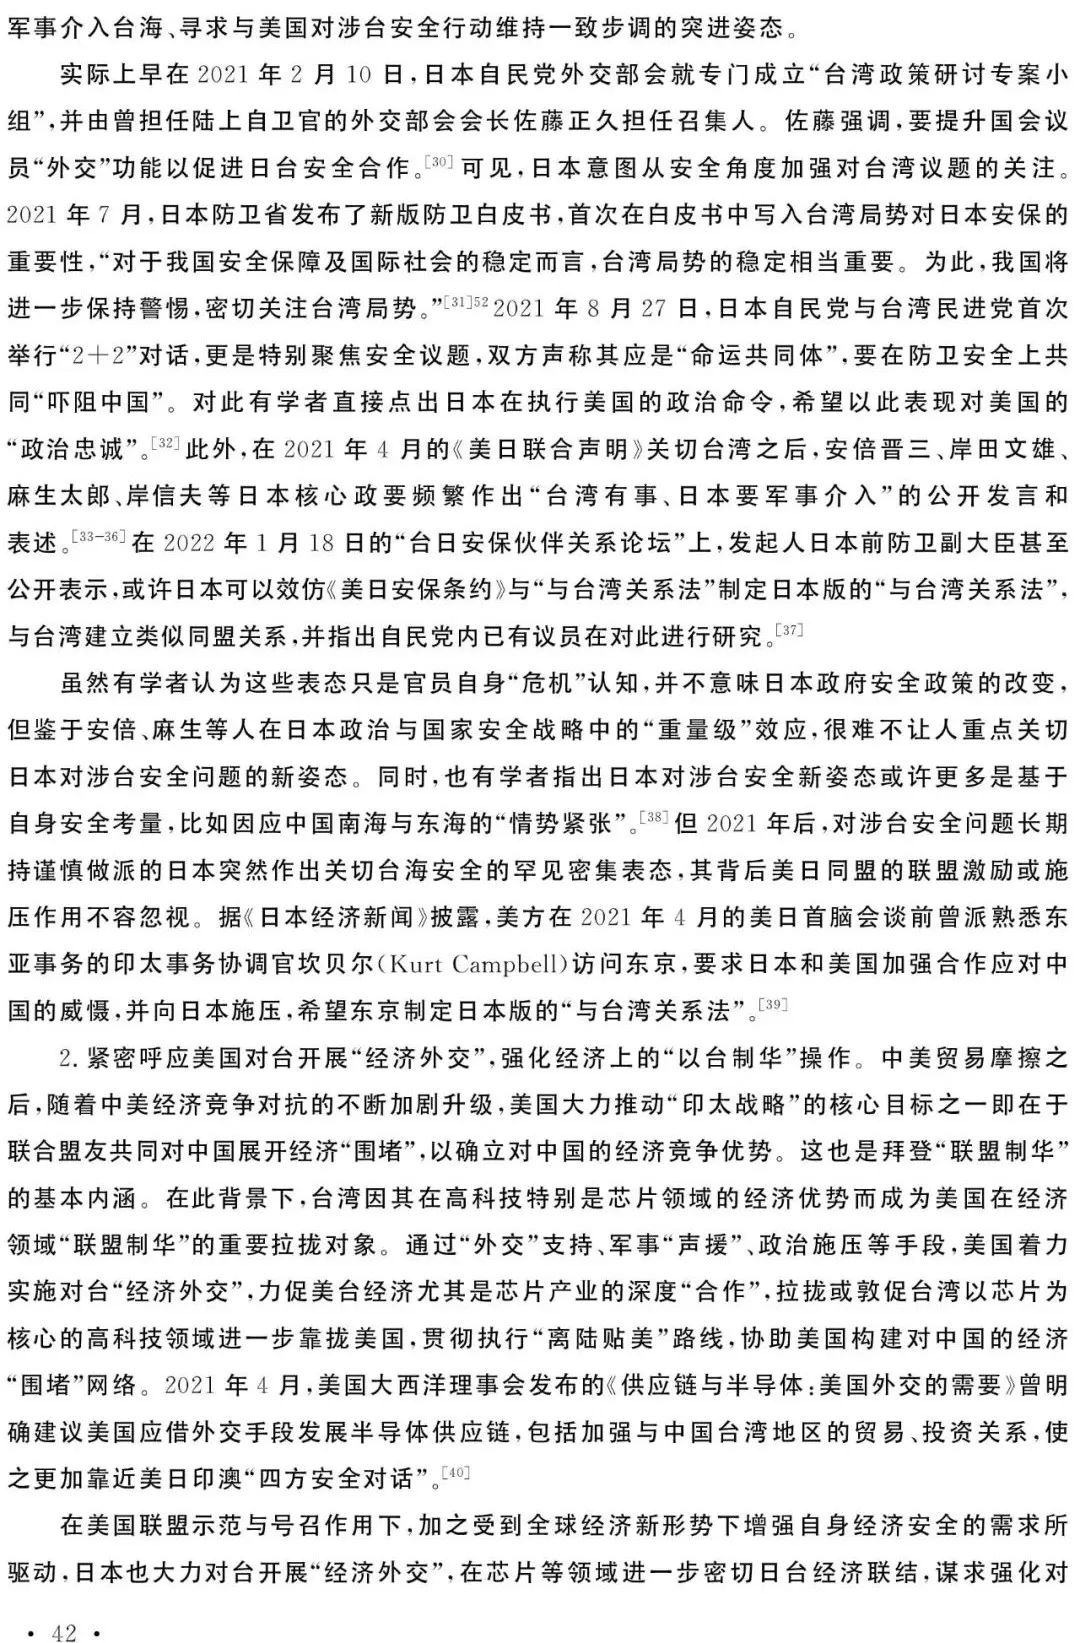 军事介入台海、寻求与美国对涉台安全行动维持一致步调的突进姿态。
实际上早在 2021 年 2 月 10 日，日本自民党外交部会就专门成立“台湾政策研讨专案小
组”，并由曾担任陆上自卫官的外交部会会长佐藤正久担任召集人。佐藤强调，要提升国会议
员“外交”功能以促进日台安全合作。[30]可见，日本意图从安全角度加强对台湾议题的关注。
2021 年 7 月，日本防卫省发布了新版防卫白皮书，首次在白皮书中写入台湾局势对日本安保的
重要性，“对于我国安全保障及国际社会的稳定而言，台湾局势的稳定相当重要。为此，我国将
进一步保持警惕，密切关注台湾局势。”[31]52 2021 年 8 月 27 日，日本自民党与台湾民进党首次
举行“2＋2”对话，更是特别聚焦安全议题，双方声称其应是“命运共同体”，要在防卫安全上共
同“吓阻中国”。对此有学者直接点出日本在执行美国的政治命令，希望以此表现对美国的
“政治忠诚”。[32]此外，在 2021 年 4 月的《美日联合声明》关切台湾之后，安倍晋三、岸田文雄、
麻生太郎、岸信夫等日本核心政要频繁作出“台湾有事、日本要军事介入”的公开发言和
表述。[33-36]在 2022 年 1 月 18 日的“台日安保伙伴关系论坛”上，发起人日本前防卫副大臣甚至
公开表示，或许日本可以效仿《美日安保条约》与“与台湾关系法”制定日本版的“与台湾关系法”，
与台湾建立类似同盟关系，并指出自民党内已有议员在对此进行研究。[37]
虽然有学者认为这些表态只是官员自身“危机”认知，并不意味日本政府安全政策的改变，
但鉴于安倍、麻生等人在日本政治与国家安全战略中的“重量级”效应，很难不让人重点关切
日本对涉台安全问题的新姿态。同时，也有学者指出日本对涉台安全新姿态或许更多是基于
自身安全考量，比如因应中国南海与东海的“情势紧张”。[38]但 2021 年后，对涉台安全问题长期
持谨慎做派的日本突然作出关切台海安全的罕见密集表态，其背后美日同盟的联盟激励或施
压作用不容忽视。据《日本经济新闻》披露，美方在 2021 年 4 月的美日首脑会谈前曾派熟悉东
亚事务的印太事务协调官坎贝尔(Kurt Campbell)访问东京，要求日本和美国加强合作应对中
国的威慑，并向日本施压，希望东京制定日本版的“与台湾关系法”。[39]
2. 紧密呼应美国对台开展“经济外交”，强化经济上的“以台制华”操作。中美贸易摩擦之
后，随着中美经济竞争对抗的不断加剧升级，美国大力推动“印太战略”的核心目标之一即在于
联合盟友共同对中国展开经济“围堵”，以确立对中国的经济竞争优势。这也是拜登“联盟制华”
的基本内涵。在此背景下，台湾因其在高科技特别是芯片领域的经济优势而成为美国在经济
领域“联盟制华”的重要拉拢对象。通过“外交”支持、军事“声援”、政治施压等手段，美国着力
实施对台“经济外交”，力促美台经济尤其是芯片产业的深度“合作”，拉拢或敦促台湾以芯片为
核心的高科技领域进一步靠拢美国，贯彻执行“离陆贴美”路线，协助美国构建对中国的经济
“围堵”网络。2021 年 4 月，美国大西洋理事会发布的《供应链与半导体：美国外交的需要》曾明
确建议美国应借外交手段发展半导体供应链，包括加强与中国台湾地区的贸易、投资关系，使
之更加靠近美日印澳“四方安全对话”。[40]
在美国联盟示范与号召作用下，加之受到全球经济新形势下增强自身经济安全的需求所
驱动，日本也大力对台开展“经济外交”，在芯片等领域进一步密切日台经济联结，谋求强化对
· 42 ·